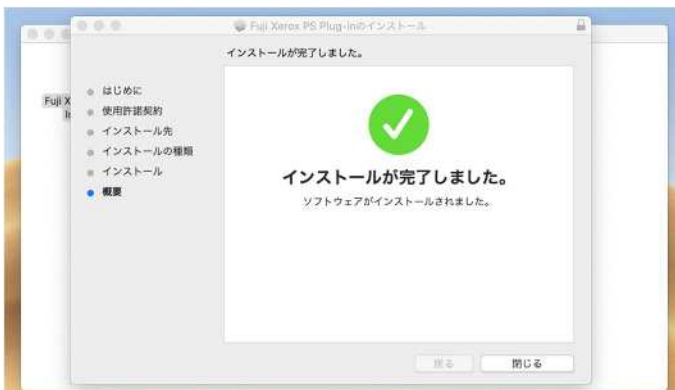 Fuji Xerox PS Plug-Inのインストール
インストールが完了しました。
Fuji X
はじめに
使用許諾契約
インストール先
インストールの種類
インストール
概要
インストールが完了しました。
ソフトウェアがインストールされました。
戻る
閉じる